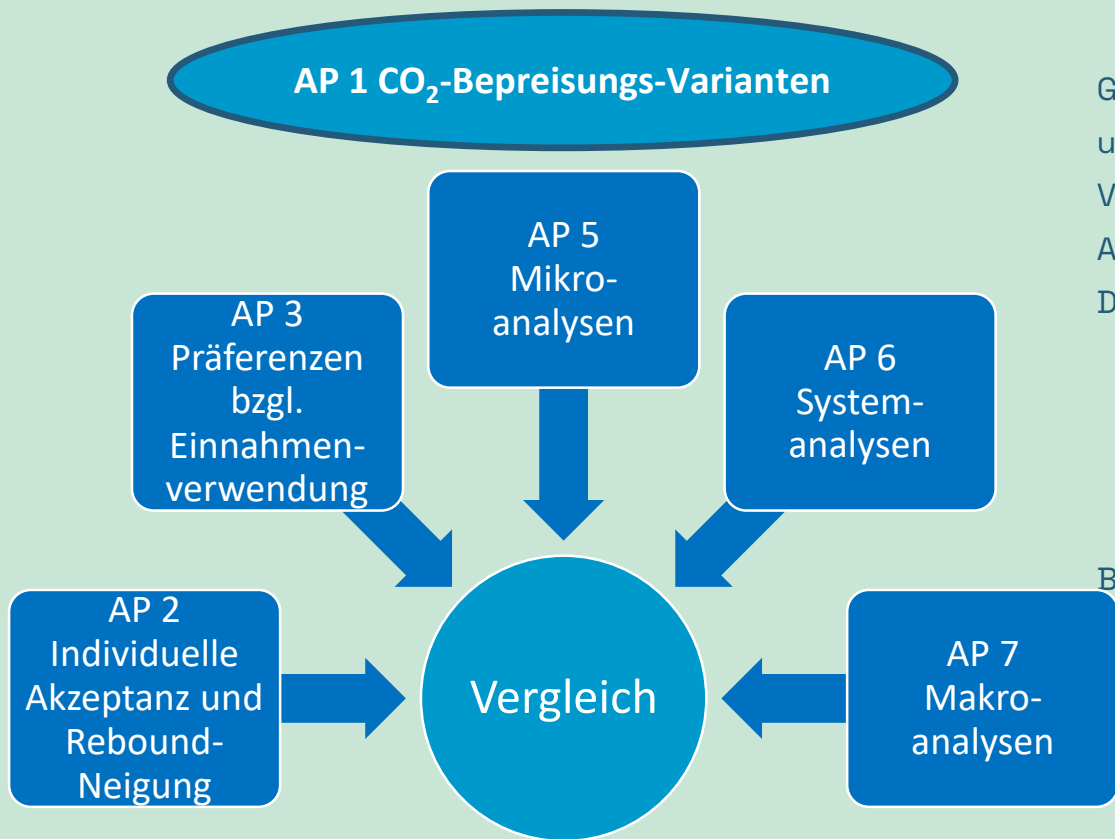 AP 1 CO₂-Bepreisungs-Varianten
AP 5
Mikro-
analysen
AP 3
Präferenzen
bzgl.
Einnahmen-
verwendung
AP 6
System-
analysen
AP 2
Individuelle
Akzeptanz und
Rebound-
Neigung
Vergleich
AP 7
Makro-
analysen
G
u
V
A
D
B